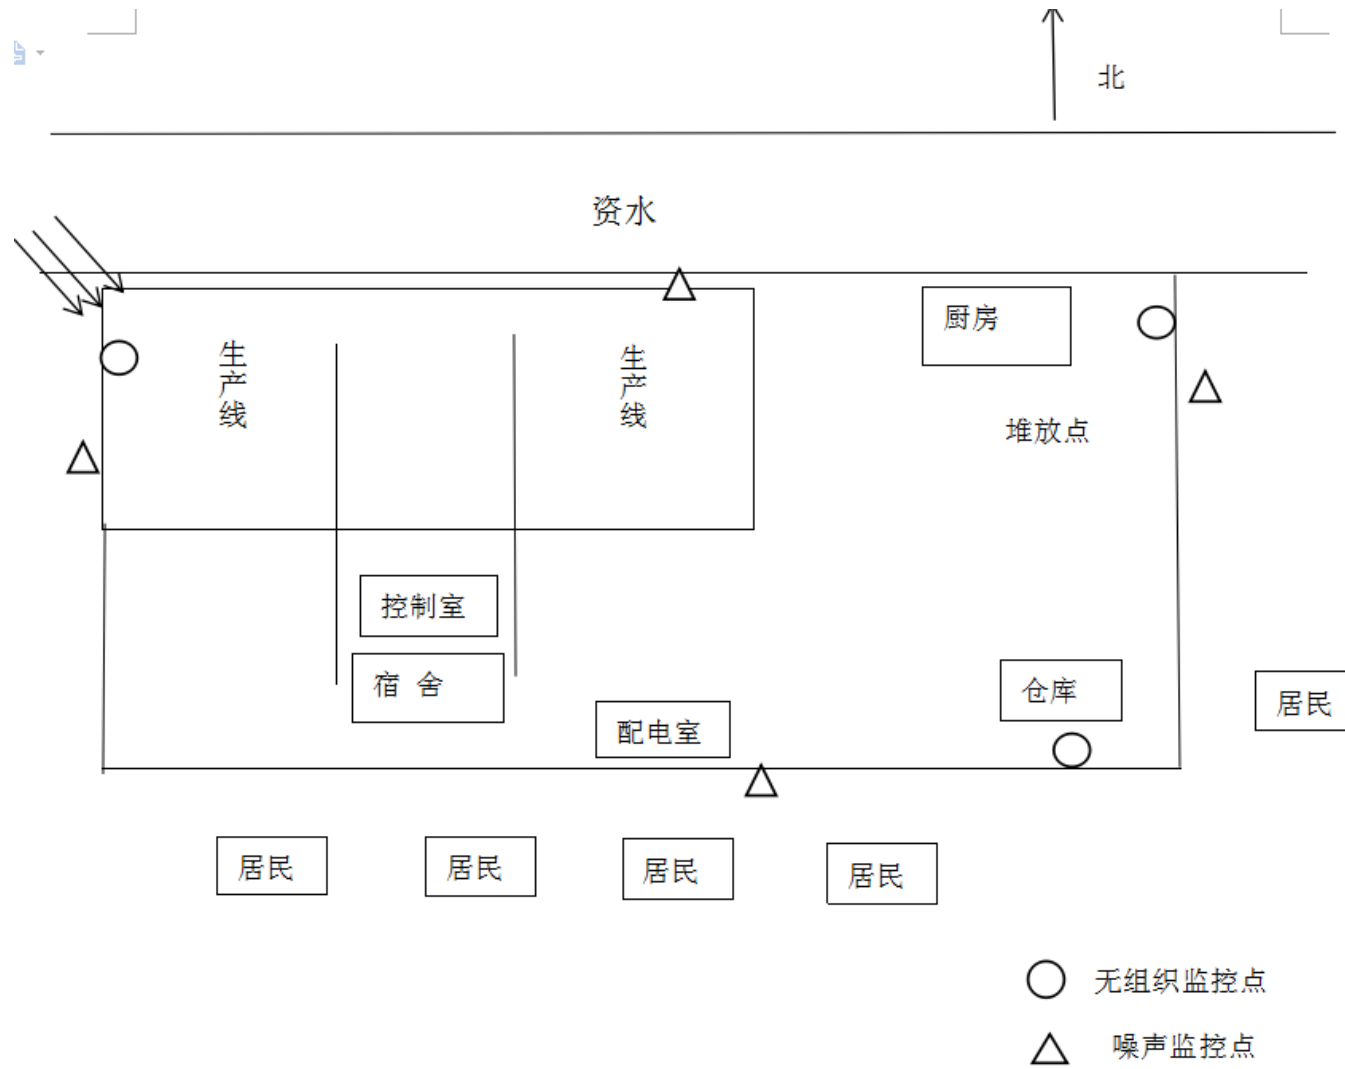 北
资水
厨房
生产线
生产线
堆放点
控制室
宿 舍
仓库
居民
配电室
居民
居民
居民
居民
无组织监控点
噪声监控点